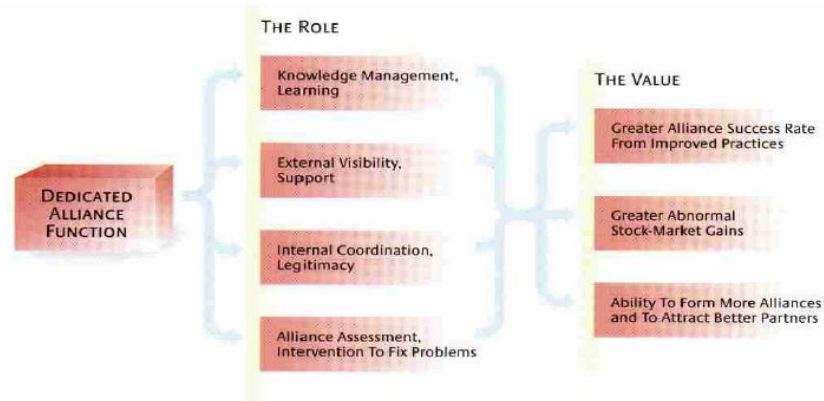 THE ROLE
Knowledge Management,
Learning
External Visibility,
Support
Internal Coordination,
Legitimacy
Alliance Assessment,
Intervention To Fix Problems
DEDICATED
ALLIANCE
FUNCTION
THE VALUE
Greater Alliance Success Rate
From Improved Practices
Greater Abnormal
Stock-Market Gains
Ability To Form More Alliances
and To Attract Better Partners